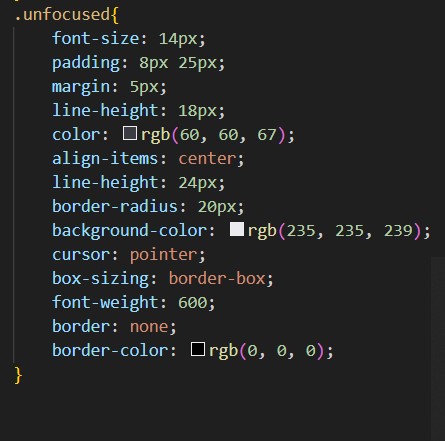 .unfocused{
    font-size: 14px;
    padding: 8px 25px;
    margin: 5px;
    line-height: 18px;
    color: rgb(60, 60, 67);
    align-items: center;
    line-height: 24px;
    border-radius: 20px;
    background-color: rgb(235, 235, 239);
    cursor: pointer;
    box-sizing: border-box;
    font-weight: 600;
    border: none;
    border-color: rgb(0, 0, 0);
}